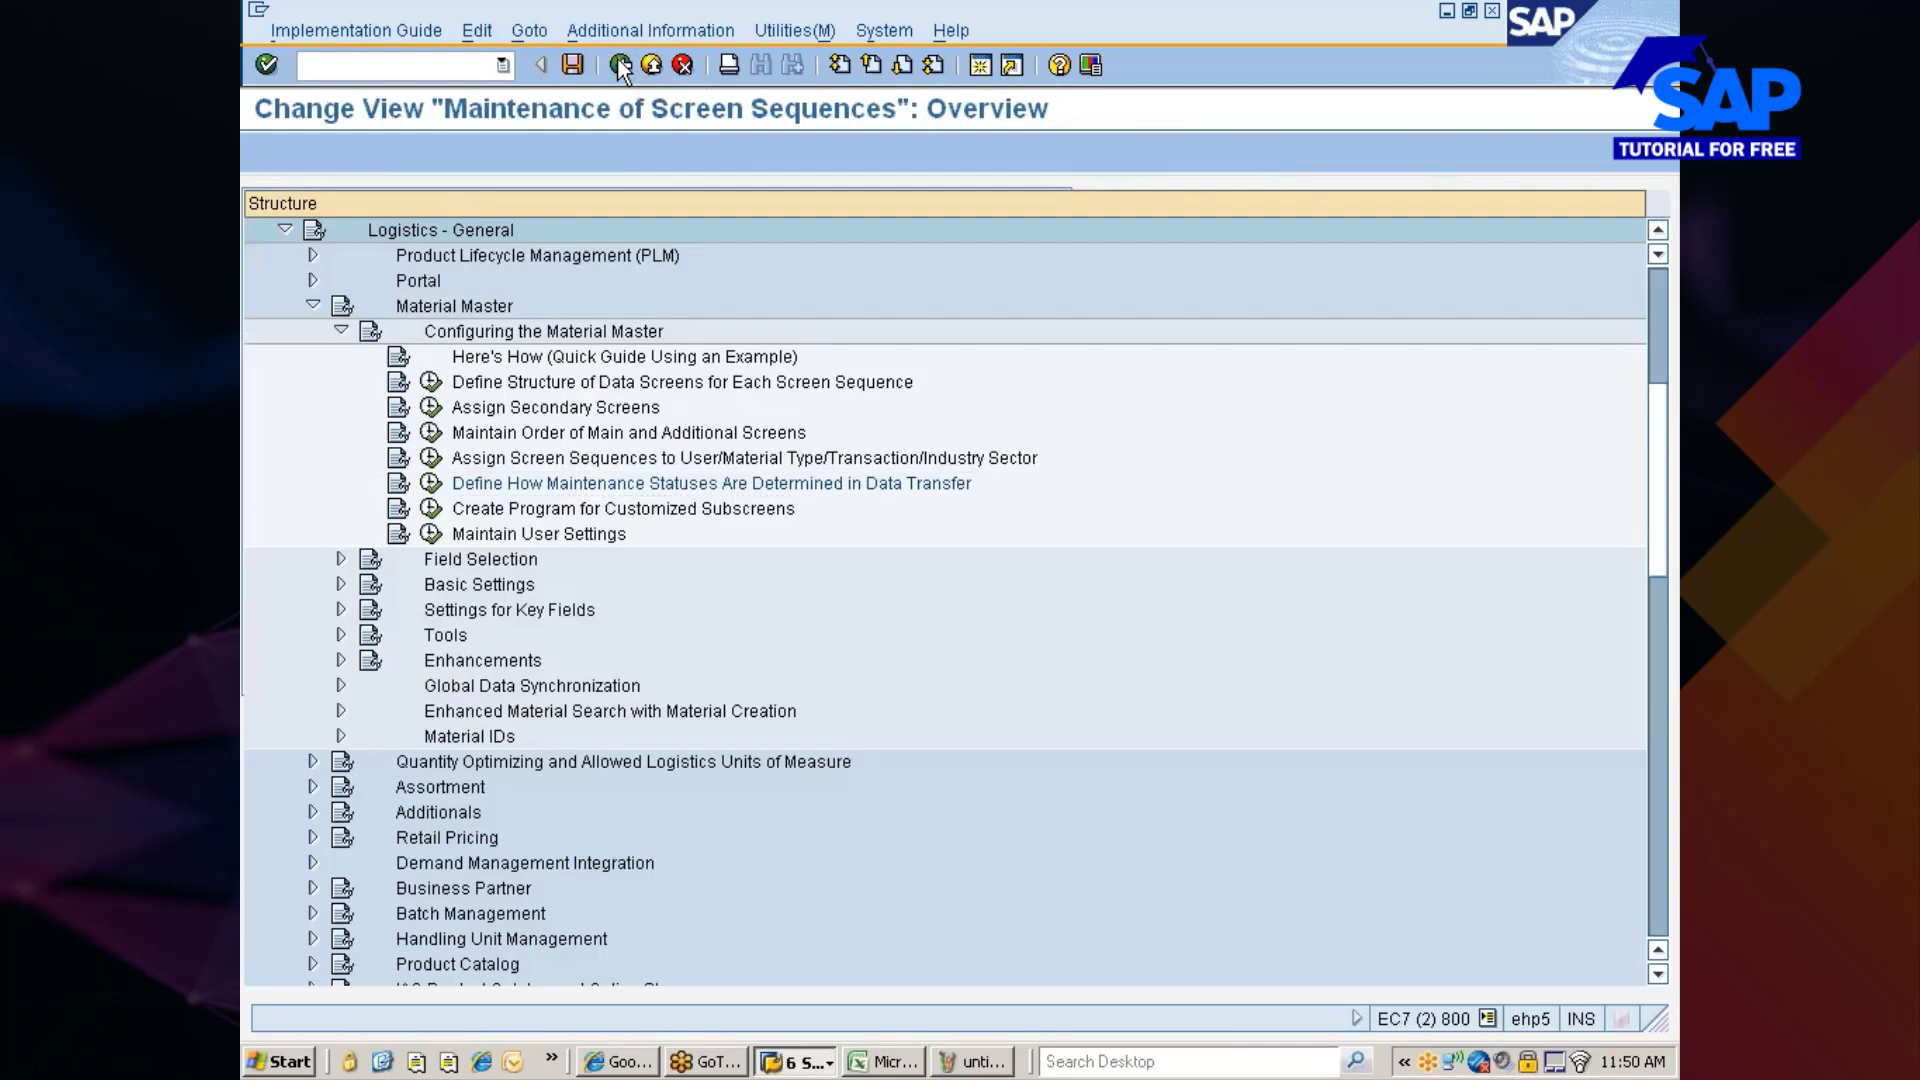 Implementation Guide Edit Goto Additional Information Utilities(M) System Help
SAP
SAP
TUTORIAL FOR FREE
Change View "Maintenance of Screen Sequences": Overview
Structure
Logistics - General
Product Lifecycle Management (PLM)
Portal
Material Master
Configuring the Material Master
Here's How (Quick Guide Using an Example)
Define Structure of Data Screens for Each Screen Sequence
Assign Secondary Screens
Maintain Order of Main and Additional Screens
Assign Screen Sequences to User/Material Type/Transaction/Industry Sector
Define How Maintenance Statuses Are Determined in Data Transfer
Create Program for Customized Subscreens
Maintain User Settings
Field Selection
Basic Settings
Settings for Key Fields
Tools
Enhancements
Global Data Synchronization
Enhanced Material Search with Material Creation
Material IDs
Quantity Optimizing and Allowed Logistics Units of Measure
Assortment
Additionals
Retail Pricing
Demand Management Integration
Business Partner
Batch Management
Handling Unit Management
Product Catalog
EC7 (2) 800 ehp5 INS
Start » Goo... GoT... 6 S... Micr... unti... Search Desktop « 11:50 AM